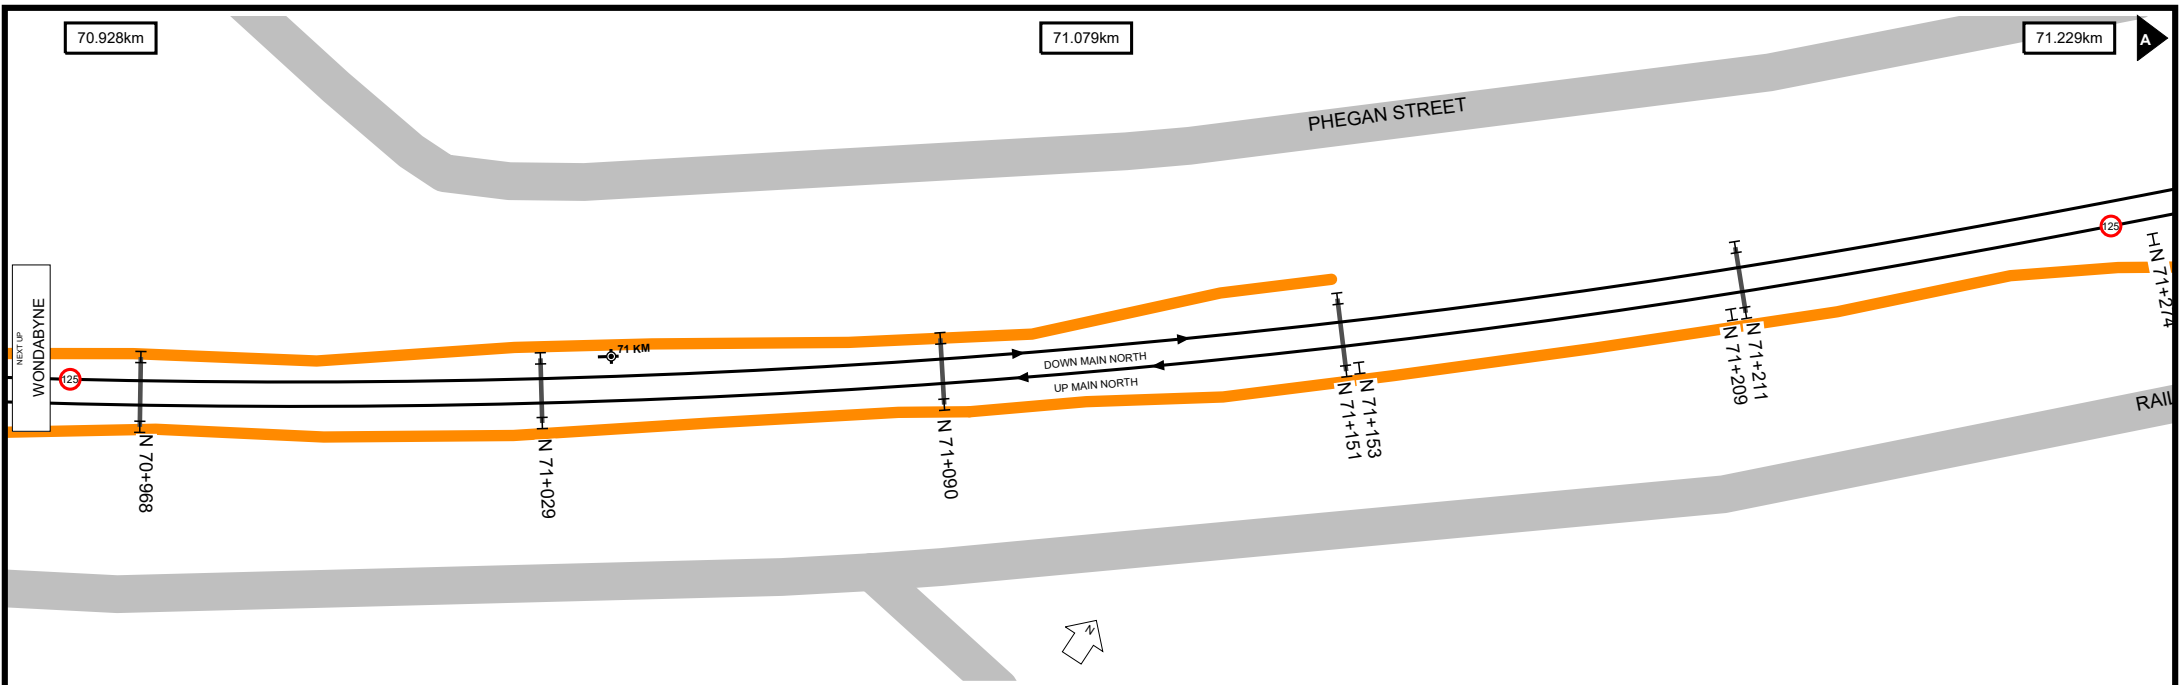 70.928km
71.079km
71.229km
A
PHEGAN STREET
NEXT UP
WONDABYNE
125
71 KM
DOWN MAIN NORTH
UP MAIN NORTH
125
N 70+968
N 71+029
N 71+090
N 71+151
N 71+153
N 71+209
N 71+211
N 71+274
RAIL
N